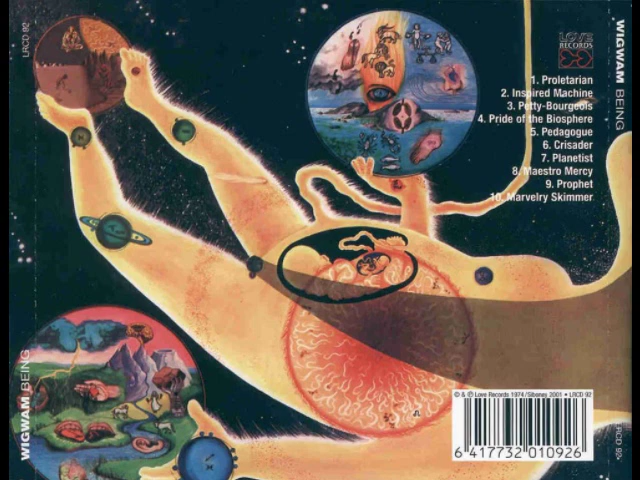 LRCD 92
WIGWAM BEING
LOVE
RECORDS
1. Proletarian
2. Inspired Machine
3. Petty-Bourgeois
4. Pride of the Biosphere
5. Pedagogue
6. Crisader
7. Planetist
8. Maestro Mercy
9. Prophet
10. Marvelry Skimmer
WIGWAM BEING
© & ℗ Love Records 1974/Siboney 2001 • LRCD 92
6 417732 010926
LRCD 92